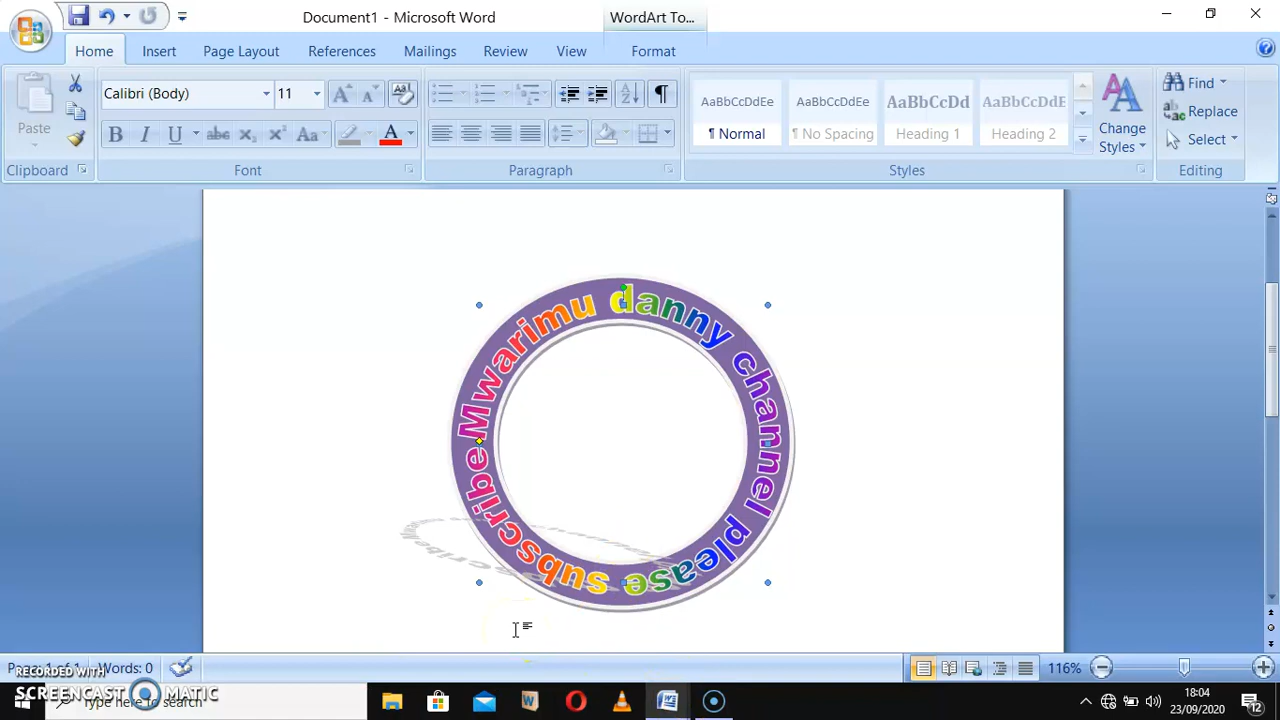 Document1 - Microsoft Word
WordArt To...
Home
Insert
Page Layout
References
Mailings
Review
View
Format
Paste
Clipboard
Calibri (Body)
11
Font
Paragraph
AaBbCcDdEe
¶ Normal
AaBbCcDdEe
¶ No Spacing
AaBbCcDd
Heading 1
AaBbCcDdE
Heading 2
Change
Styles
Styles
Find
Replace
Select
Editing
Mwarimu danny channel please subscribe
Words: 0
116%
RECORDED WITH
SCREENCAST MATIC
Type here to search
18:04
23/09/2020
12